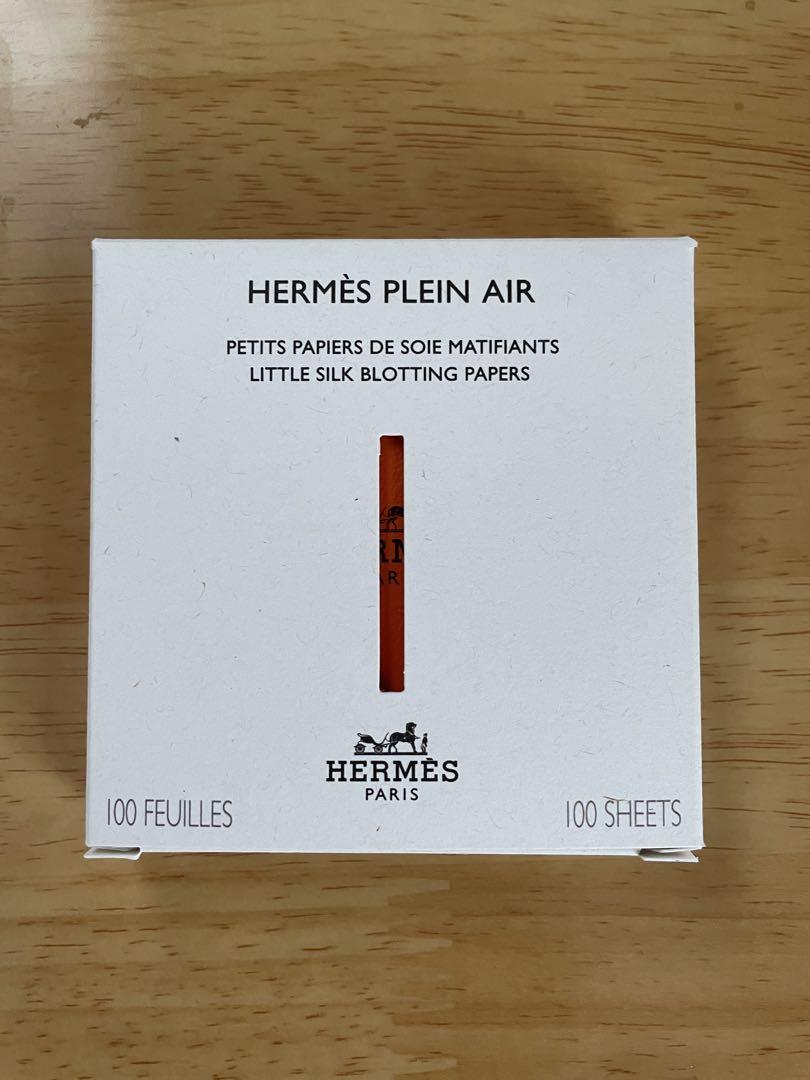 HERMÈS PLEIN AIR
PETITS PAPIERS DE SOIE MATIFIANTS
LITTLE SILK BLOTTING PAPERS
HERMÈS
PARIS
100 FEUILLES
100 SHEETS